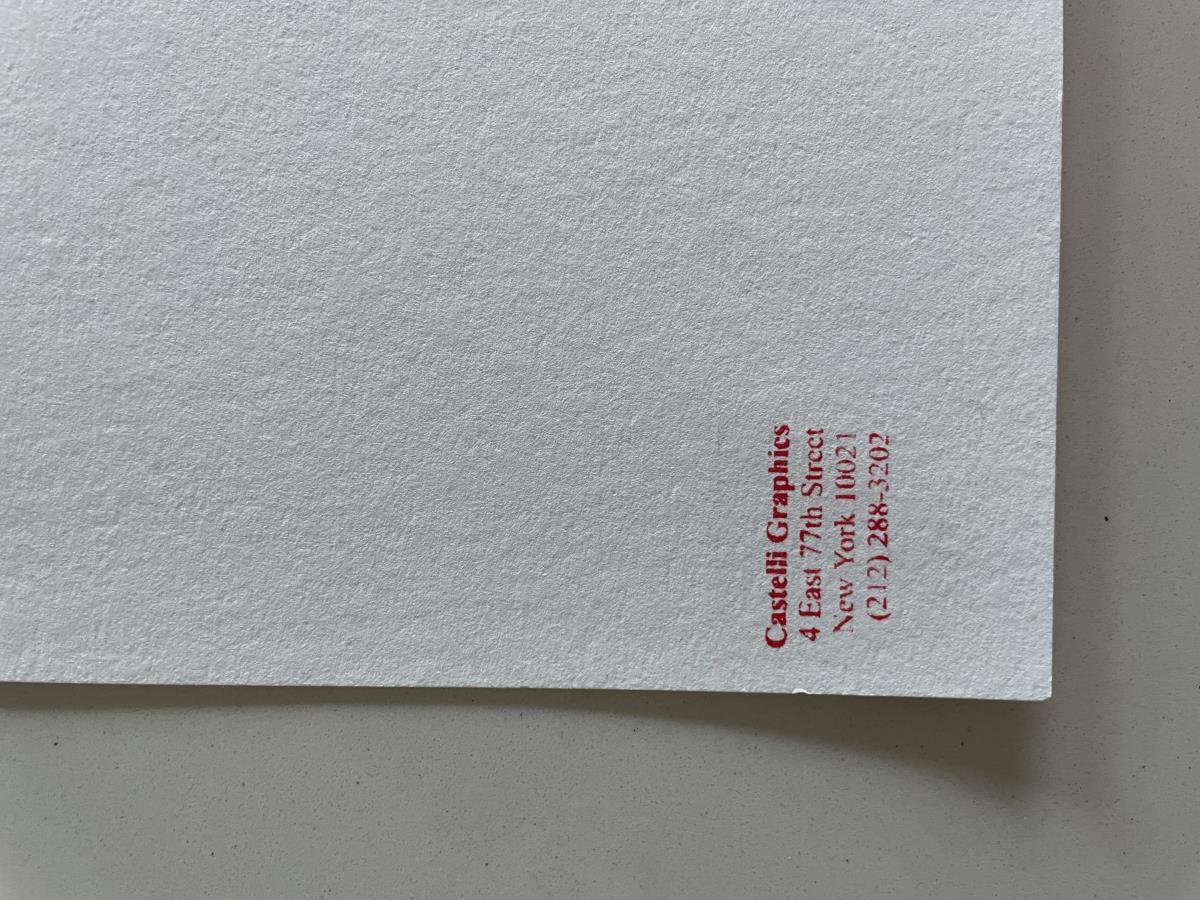 Castelli Graphics
4 East 77th Street
New York 10021
(212) 288-3202